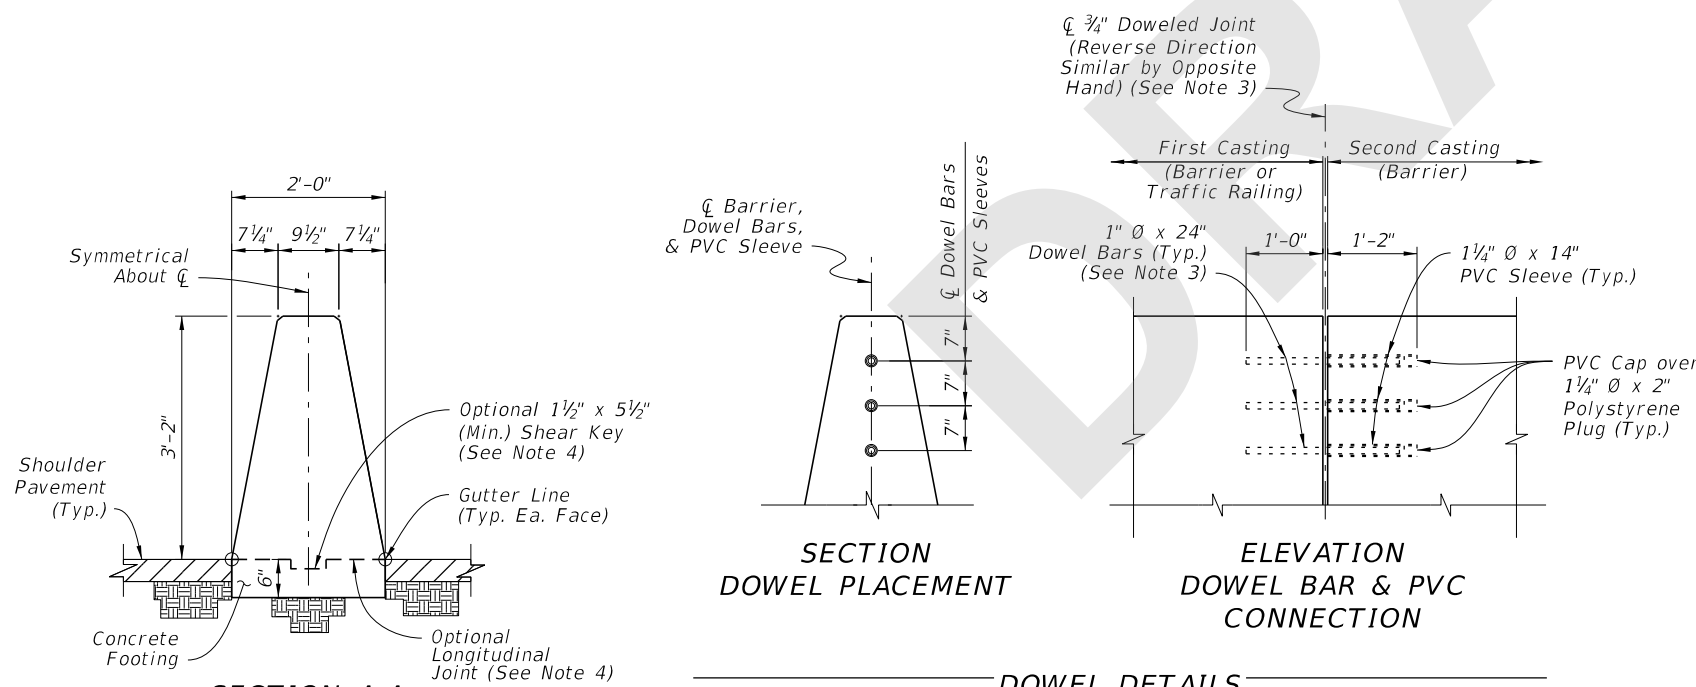 ℄ ¾" Doweled Joint
(Reverse Direction
Similar by Opposite
Hand) (See Note 3)
First Casting
(Barrier or
Traffic Railing)
Second Casting
(Barrier)
2'-0"
7¼"
9½"
7¼"
Symmetrical
About ℄
3'-2"
Shoulder
Pavement
(Typ.)
Optional 1½" x 5½"
(Min.) Shear Key
(See Note 4)
Gutter Line
(Typ. Ea. Face)
6"
Concrete
Footing
Optional
Longitudinal
Joint (See Note 4)
℄ Barrier,
Dowel Bars,
& PVC Sleeve
℄ Dowel Bars
& PVC Sleeves
7"
7"
7"
SECTION
DOWEL PLACEMENT
1" Ø x 24"
Dowel Bars (Typ.)
(See Note 3)
1'-0"
1'-2"
1¼" Ø x 14"
PVC Sleeve (Typ.)
PVC Cap over
1¼" Ø x 2"
Polystyrene
Plug (Typ.)
ELEVATION
DOWEL BAR & PVC
CONNECTION
DOWEL DETAILS